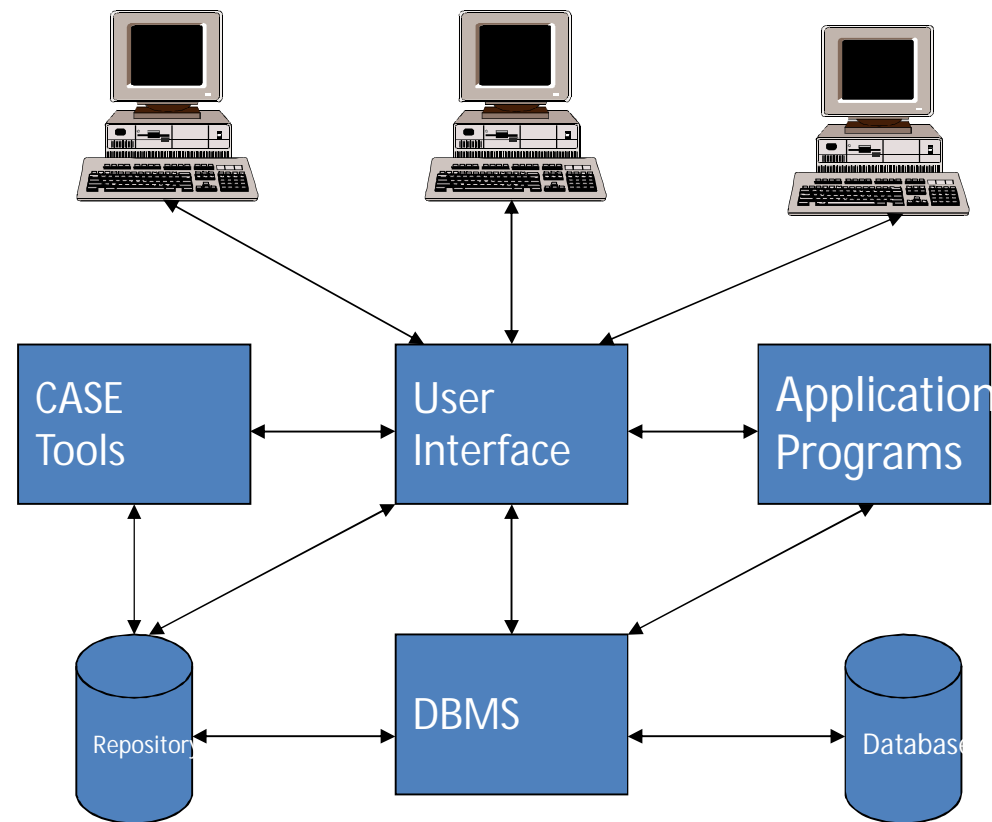 CASE
Tools
User
Interface
Application
Programs
Repository
DBMS
Database